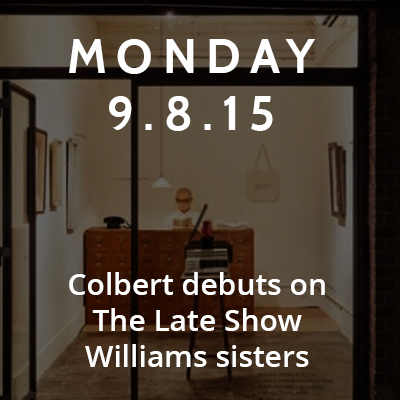 MONDAY
9.8.15
Colbert debuts on
The Late Show
Williams sisters